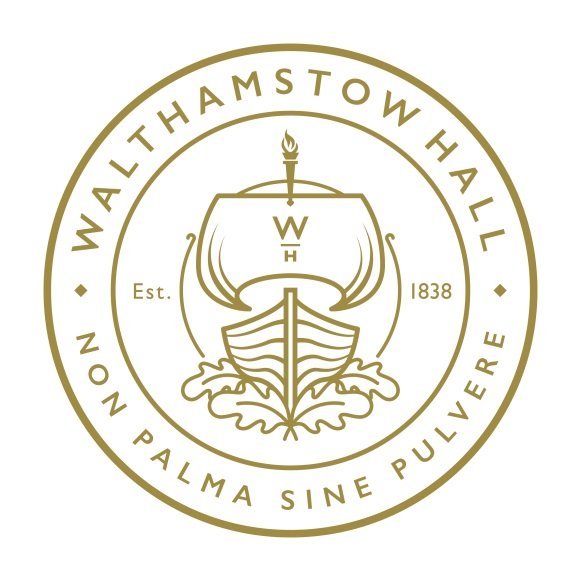 WALTHAMSTOW HALL
W
H
Est. 1838
NON PALMA SINE PULVERE